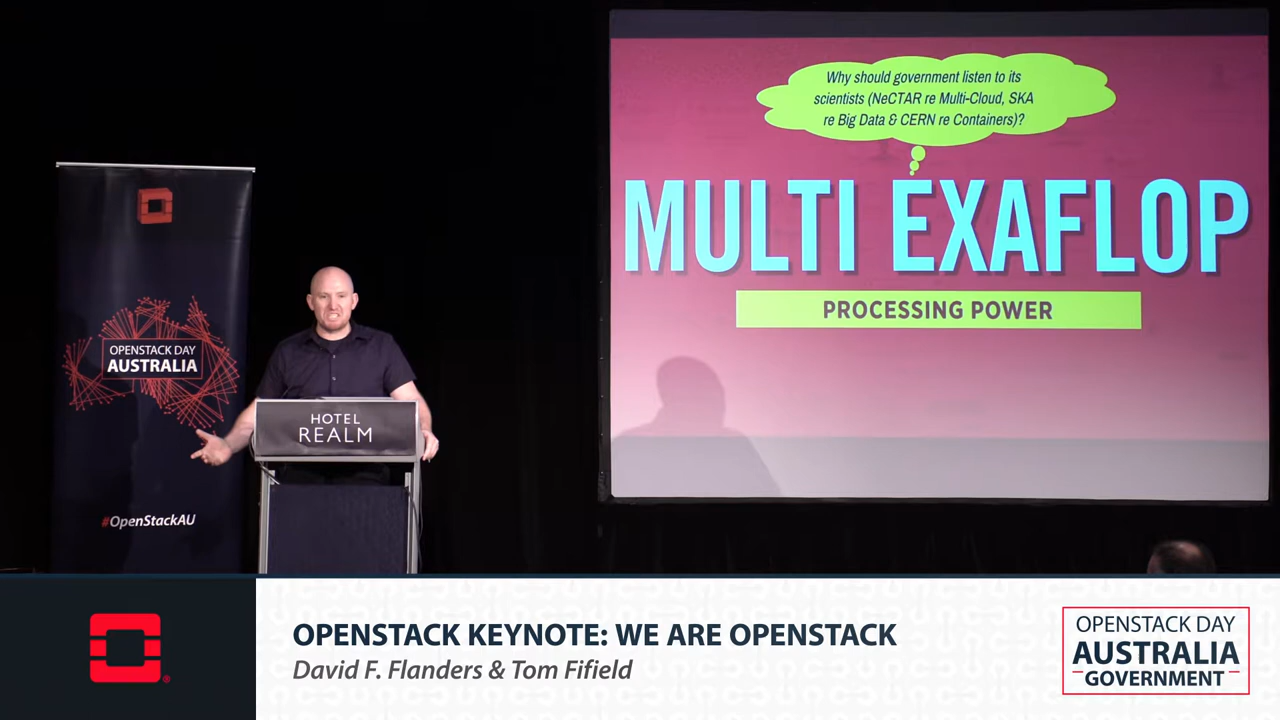 Why should government listen to its
scientists (NeCTAR re Multi-Cloud, SKA
re Big Data & CERN re Containers)?
MULTI EXAFLOP
PROCESSING POWER
OPENSTACK DAY
AUSTRALIA
#OpenStackAU
HOTEL
REALM
OPENSTACK KEYNOTE: WE ARE OPENSTACK
David F. Flanders & Tom Fifield
OPENSTACK DAY
AUSTRALIA
GOVERNMENT